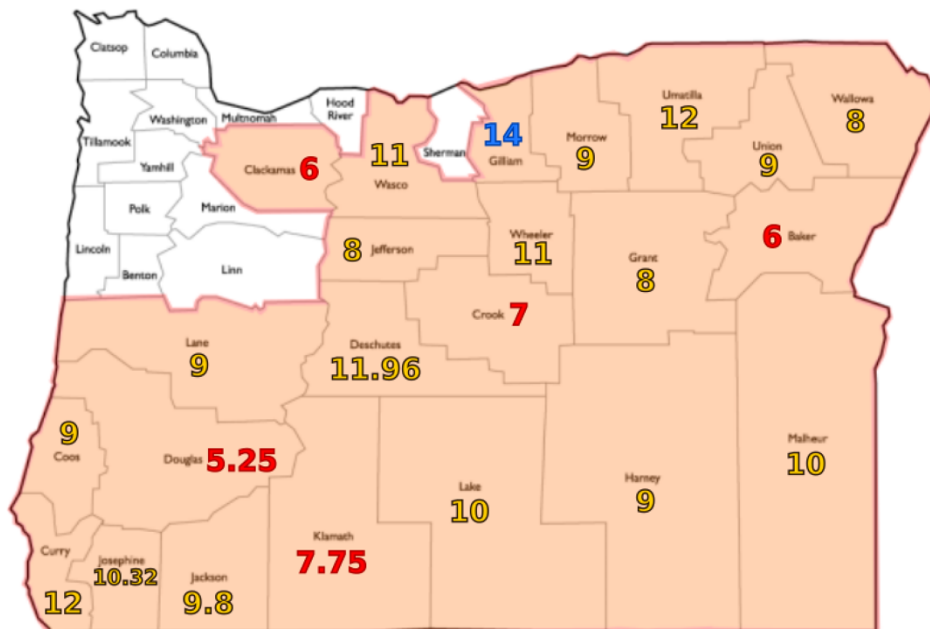 Clatsop
Columbia
Hood
River
Washington
Multnomah
Tillamook
Yamhill
Clackamas 6
11
Wasco
Sherman
14
Gilliam
Morrow
9
Umatilla
12
Union
9
Wallowa
8
Polk
Marion
Lincoln
Benton
Linn
8 Jefferson
Wheeler
11
Grant
8
6 Baker
Crook 7
Lane
9
Deschutes
11.96
9
Coos
Douglas 5.25
Lake
10
Harney
9
Malheur
10
Curry
12
Josephine
10.32
Jackson
9.8
Klamath
7.75